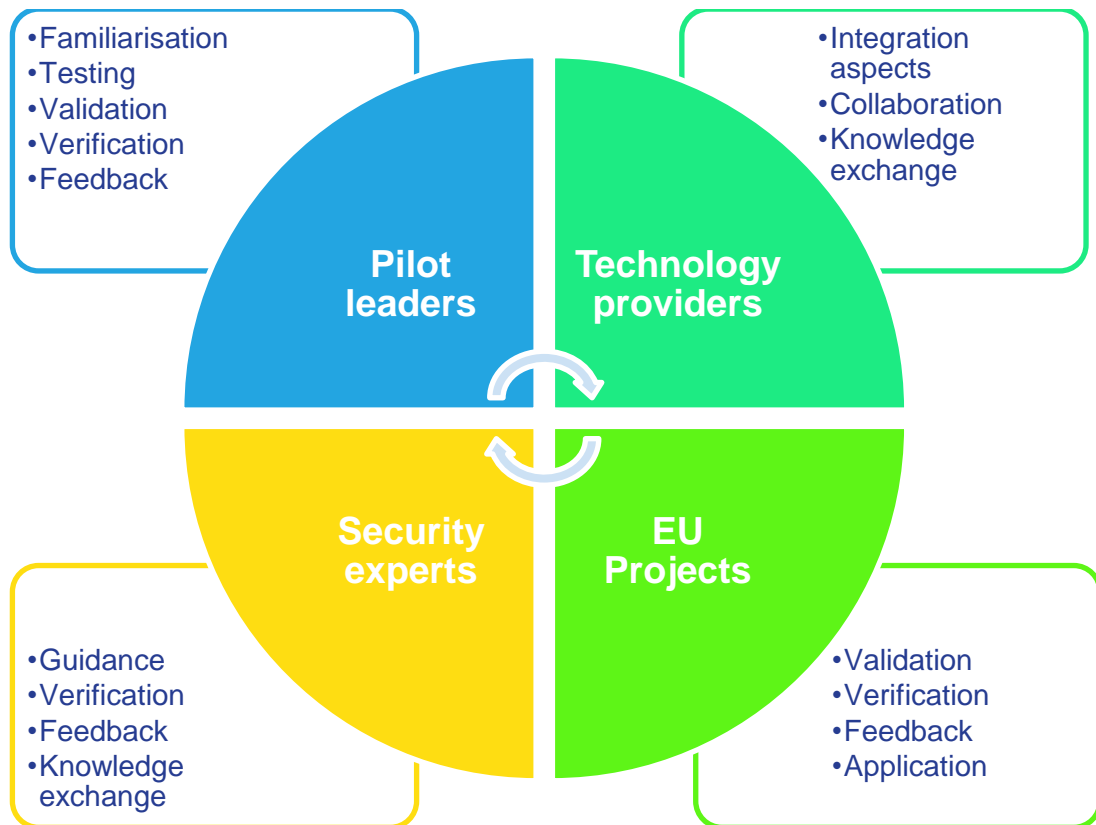 •Familiarisation
•Testing
•Validation
•Verification
•Feedback
•Integration
aspects
•Collaboration
•Knowledge
exchange
Pilot
leaders
Technology
providers
Security
experts
EU
Projects
•Guidance
•Verification
•Feedback
•Knowledge
exchange
•Validation
•Verification
•Feedback
•Application